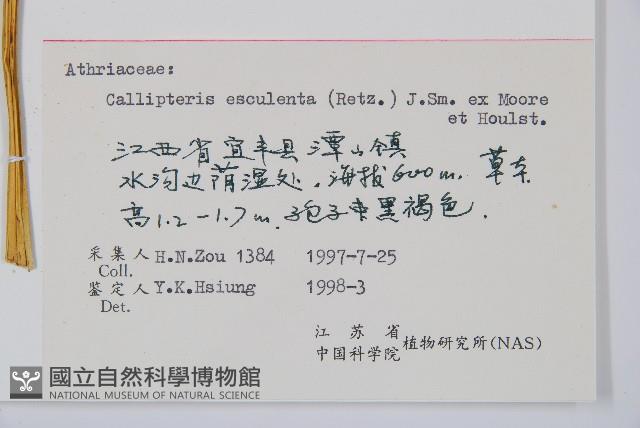 Athriaceae:
Callipteris esculenta (Retz.) J.Sm. ex Moore
et Houlst.
江西省宜丰县潭山镇
水沟边荫湿处，海拔600m. 草本
高1.2-1.7m. 孢子囊黑褐色.
采集人 H.N.Zou 1384 1997-7-25
Coll.
鉴定人 Y.K.Hsiung 1998-3
Det.
江苏省
中国科学院 植物研究所(NAS)
國立自然科學博物館
NATIONAL MUSEUM OF NATURAL SCIENCE